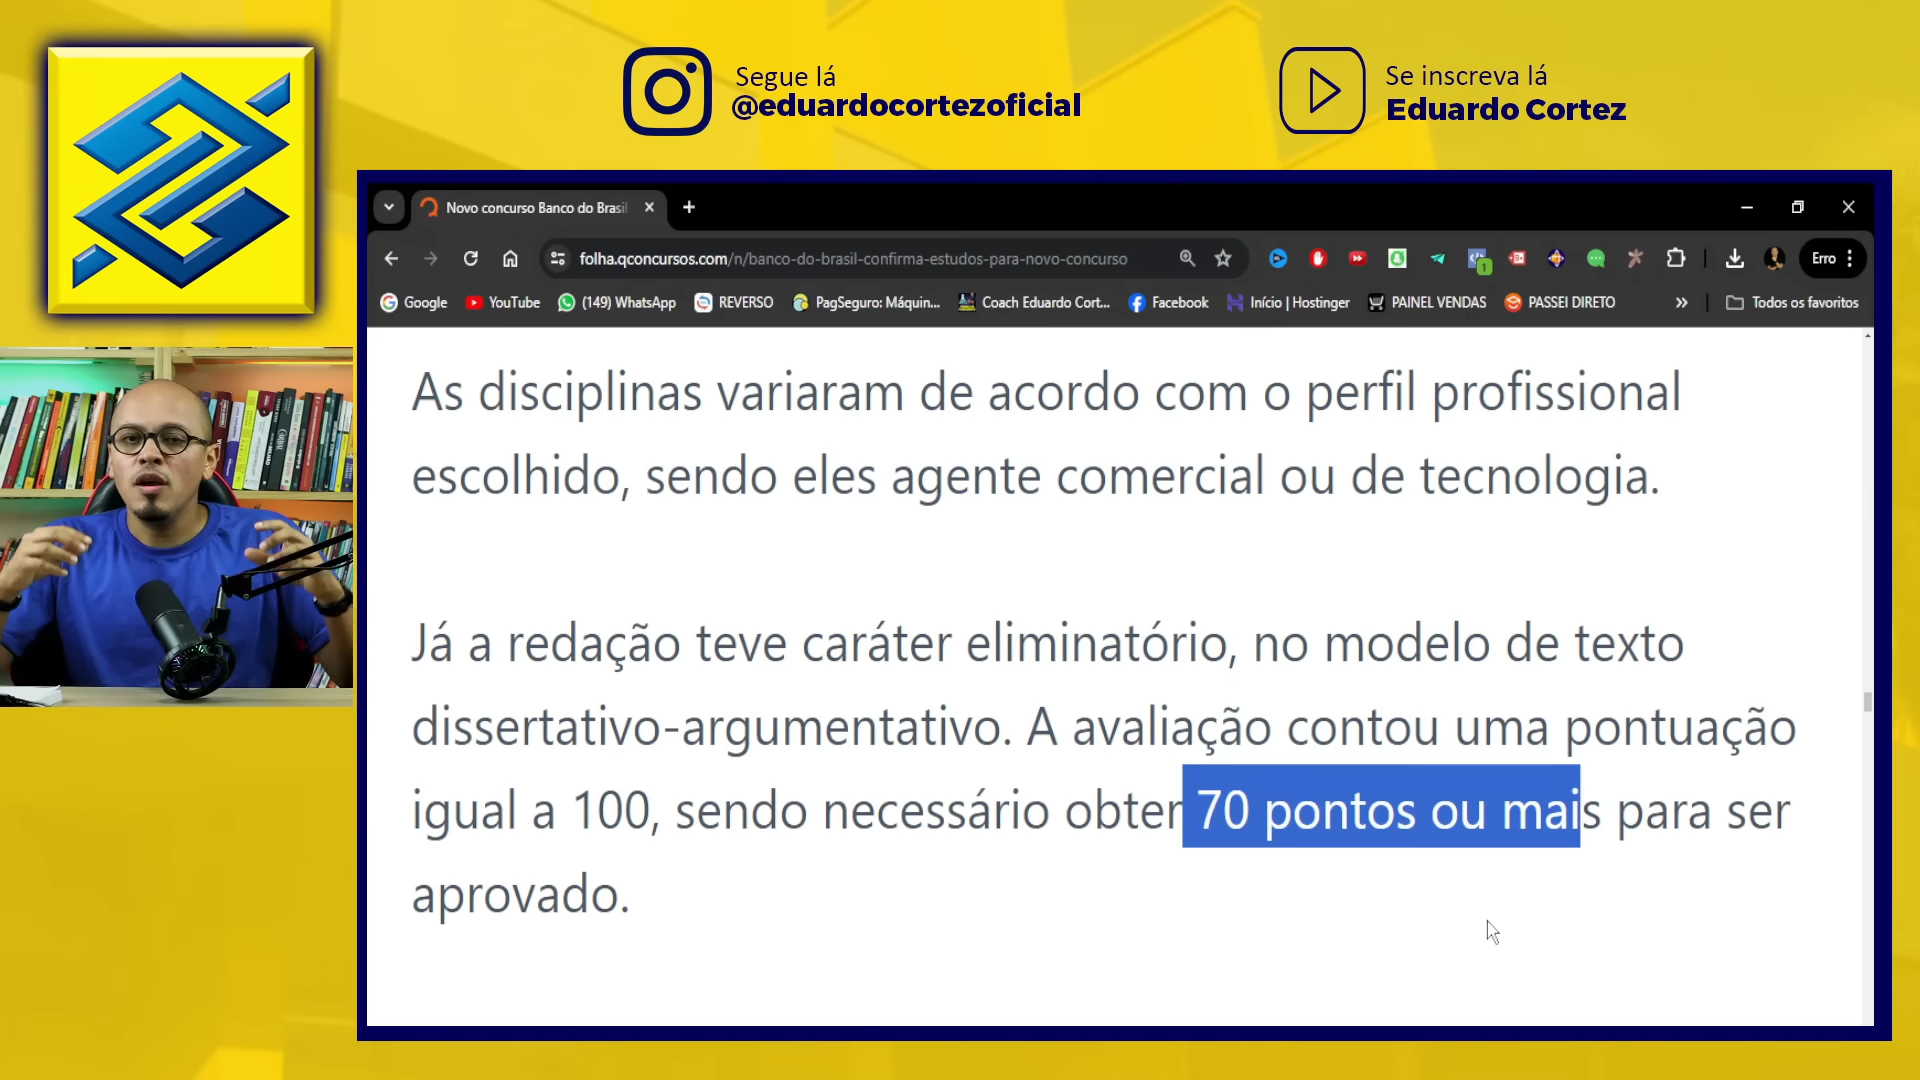 Segue lá
@eduardocortezoficial
Se inscreva lá
Eduardo Cortez
Novo concurso Banco do Brasil
folha.qconcursos.com/n/banco-do-brasil-confirma-estudos-para-novo-concurso
1
Erro
Google
YouTube
(149) WhatsApp
REVERSO
PagSeguro: Máquin...
Coach Eduardo Cort...
Facebook
Início | Hostinger
PAINEL VENDAS
PASSEI DIRETO
Todos os favoritos
As disciplinas variaram de acordo com o perfil profissional
escolhido, sendo eles agente comercial ou de tecnologia.
Já a redação teve caráter eliminatório, no modelo de texto
dissertativo-argumentativo. A avaliação contou uma pontuação
igual a 100, sendo necessário obter 70 pontos ou mais para ser
aprovado.